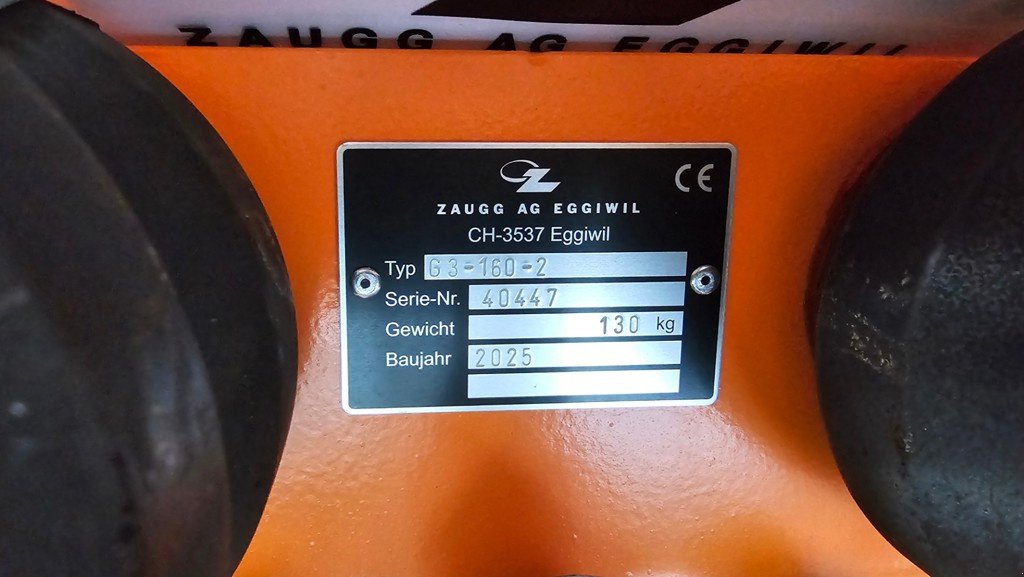 ZAUGG AG EGGIWIL
CE
ZAUGG AG EGGIWIL
CH-3537 Eggiwil
Typ G3-160-2
Serie-Nr. 40447
Gewicht 130 kg
Baujahr 2025